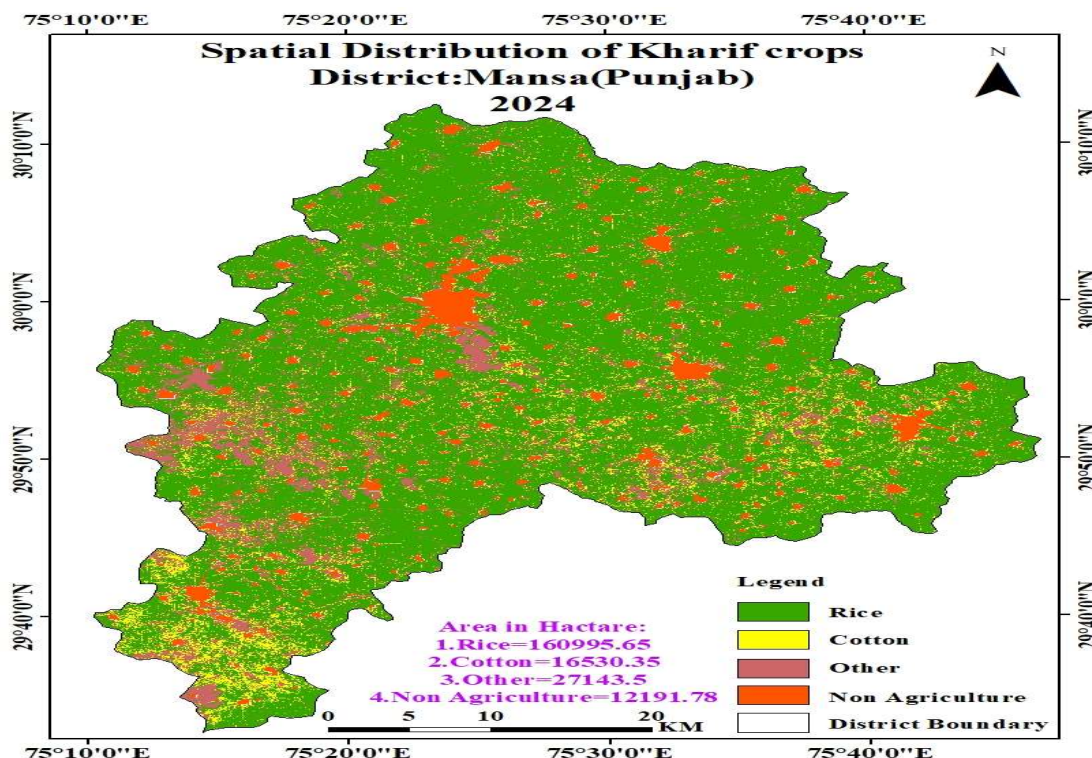 75°10'0"E 75°20'0"E 75°30'0"E 75°40'0"E
Spatial Distribution of Kharif crops
District:Mansa(Punjab)
2024
N
30°10'0"N 30°10'0"N
30°0'0"N 30°0'0"N
29°50'0"N 29°50'0"N
29°40'0"N 29°40'0"N
Legend
Rice
Cotton
Other
Non Agriculture
District Boundary
Area in Hactare:
1.Rice=160995.65
2.Cotton=16530.35
3.Other=27143.5
4.Non Agriculture=12191.78
0 5 10 20
KM
75°10'0"E 75°20'0"E 75°30'0"E 75°40'0"E